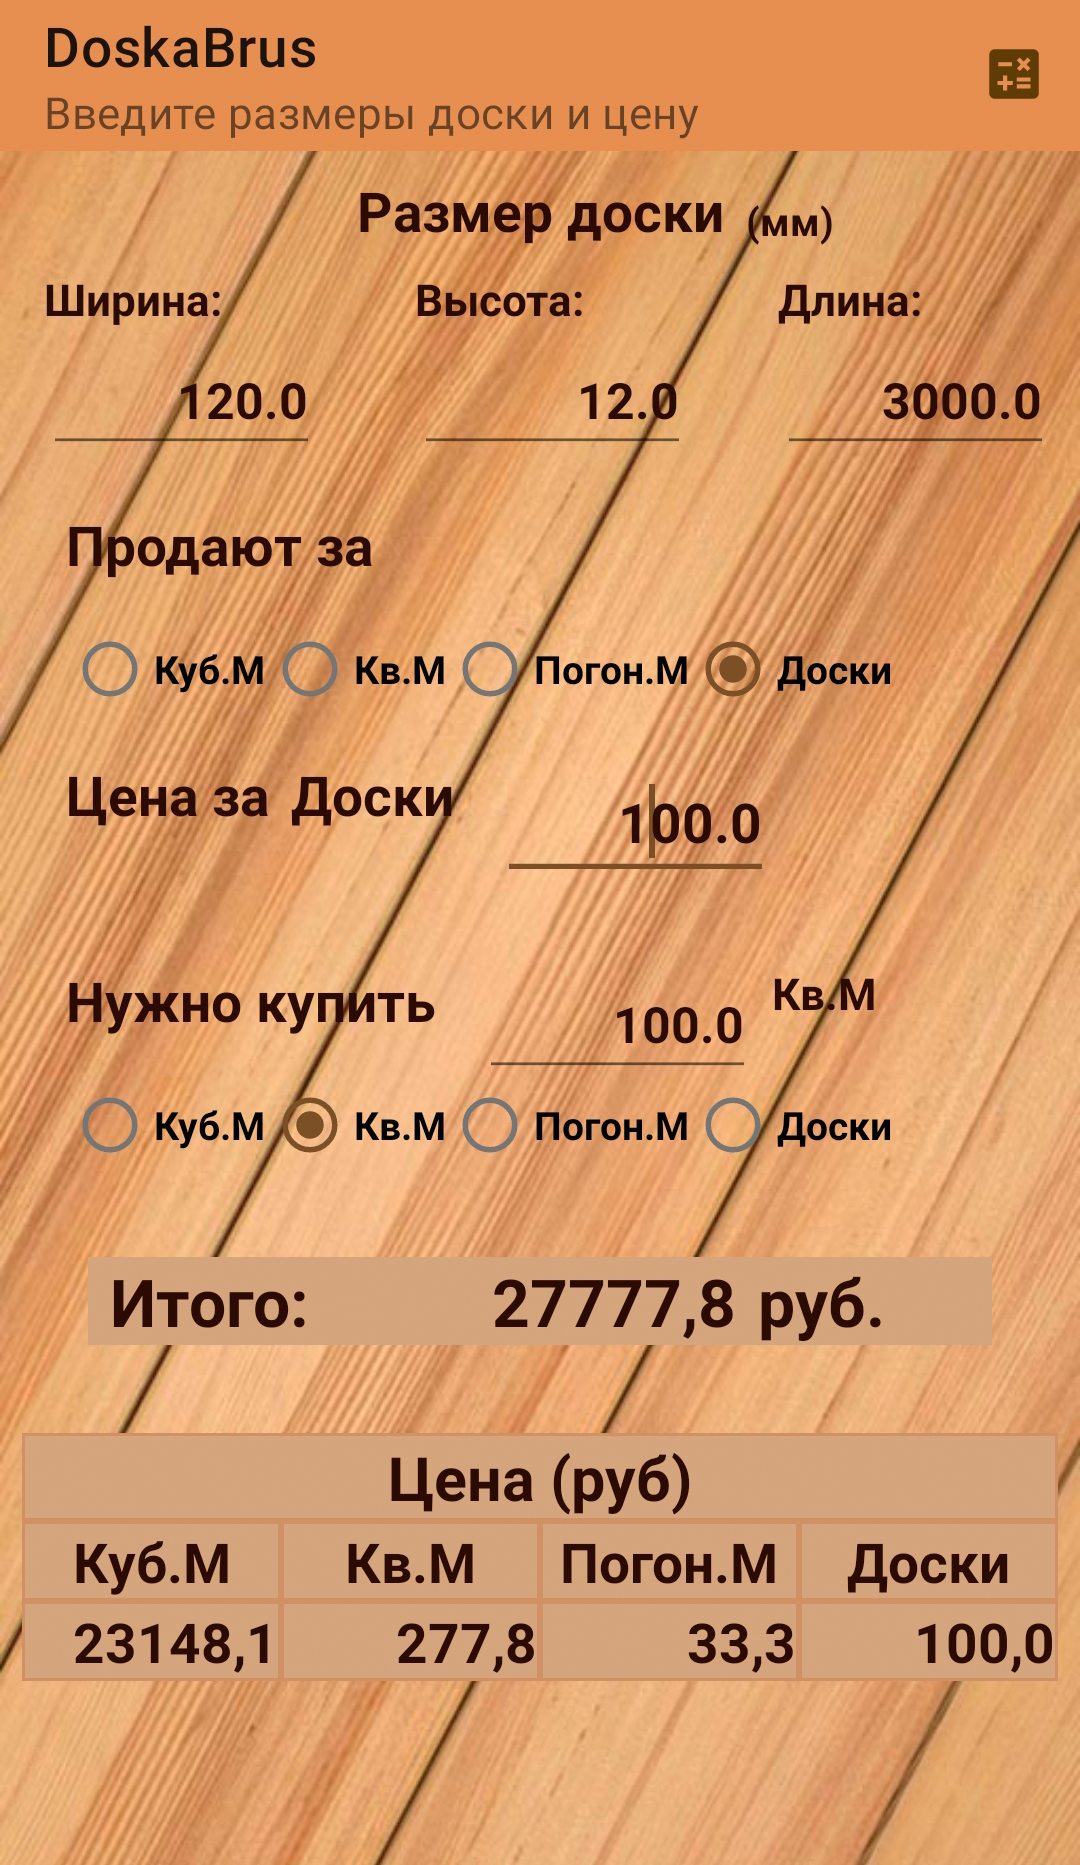 DoskaBrus
Введите размеры доски и цену
Размер доски (мм)
Ширина: Высота: Длина:
120.0 12.0 3000.0
Продают за
Куб.М Кв.М Погон.М Доски
Цена за Доски 100.0
Нужно купить 100.0 Кв.М
Куб.М Кв.М Погон.М Доски
Итого: 27777,8 руб.
Цена (руб)
Куб.М Кв.М Погон.М Доски
23148,1 277,8 33,3 100,0